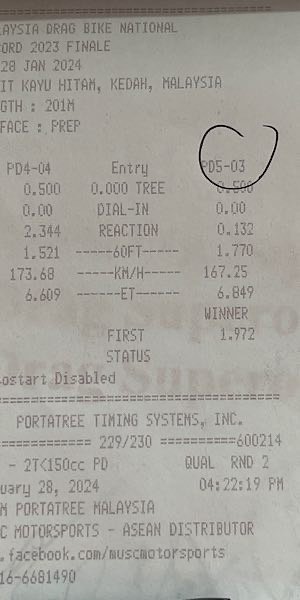 LAYSIA DRAG BIKE NATIONAL
ORD 2023 FINALE
28 JAN 2024
IT KAYU HITAM, KEDAH, MALAYSIA
GTH : 201M
FACE : PREP
PD4-04 Entry PD5-03
0.500 0.000 TREE 0.500
0.00 DIAL-IN 0.00
2.344 REACTION 0.132
1.521 -----60FT----- 1.770
173.68 ------KM/H------ 167.25
6.609 -------ET------- 6.849
WINNER
FIRST 1.972
STATUS
ostart Disabled
PORTATREE TIMING SYSTEMS, INC.
============ 229/230 ==========600214
- 2T<150cc PD QUAL RND 2
uary 28, 2024 04:22:19 PM
M PORTATREE MALAYSIA
C MOTORSPORTS - ASEAN DISTRIBUTOR
.facebook.com/muscmotorsports
16-6681490